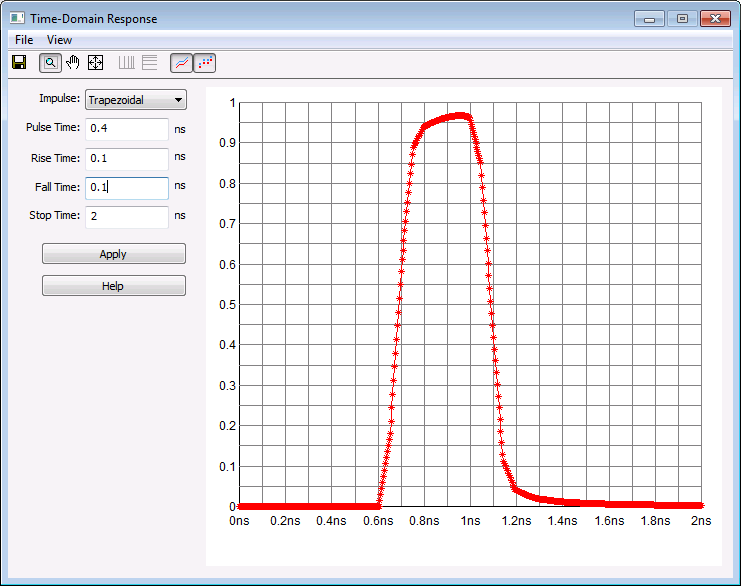 Time-Domain Response
File View
Impulse: Trapezoidal
Pulse Time: 0.4 ns
Rise Time: 0.1 ns
Fall Time: 0.1 ns
Stop Time: 2 ns
Apply
Help
1
0.9
0.8
0.7
0.6
0.5
0.4
0.3
0.2
0.1
0
0ns 0.2ns 0.4ns 0.6ns 0.8ns 1ns 1.2ns 1.4ns 1.6ns 1.8ns 2ns